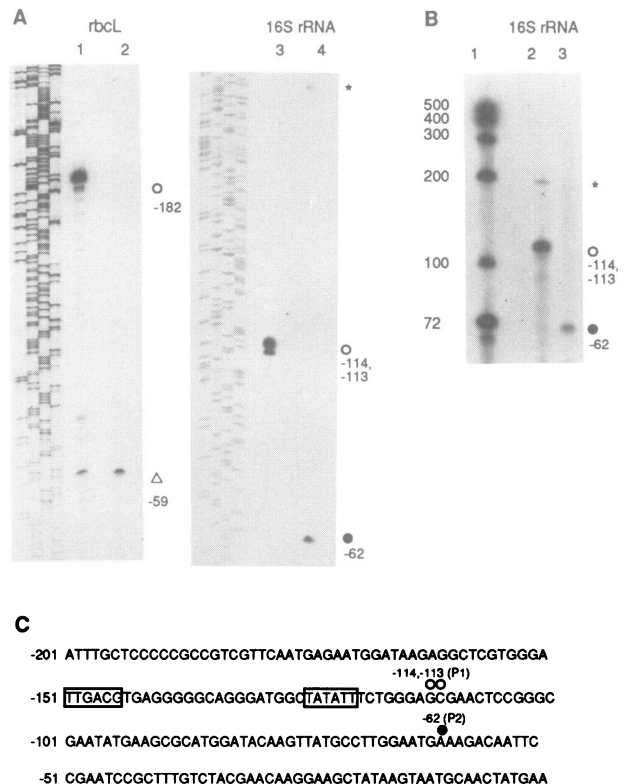 A
rbcL
1 2
-182
-59
16S rRNA
3 4
*
-114,
-113
-62
B
16S rRNA
1 2 3
500
400
300
200
100
72
*
-114,
-113
-62
C
-201 ATTTGCTCCCCCGCCGTCGTTCAATGAGAATGGATAAGAGGCTCGTGGGA
-114,-113 (P1)
-151 TTGACGTGAGGGGGCAGGGATGGCTATATTTCTGGGAGCGAACTCCGGGC
-62 (P2)
-101 GAATATGAAGCGCATGGATACAAGTTATGCCTTGGAATGAAAGACAATTC
-51 CGAATCCGCTTTGTCTACGAACAAGGAAGCTATAAGTAATGCAACTATGAA